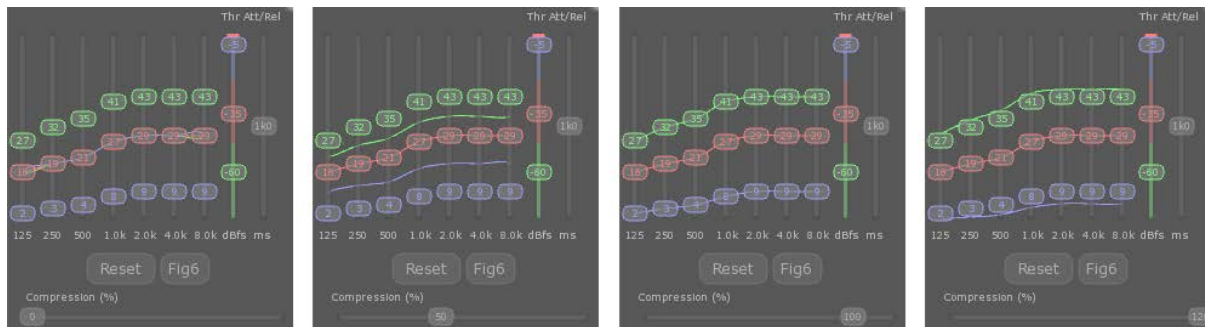 Thr Att/Rel
-5
27 32 35 41 43 43 43
-35
1k0
18 19 21 27 29 29 29
-60
2 3 4 8 9 9 9
125 250 500 1.0k 2.0k 4.0k 8.0k dBfs ms
Reset Fig6
Compression (%)
0
Thr Att/Rel
-5
27 32 35 41 43 43 43
-35
1k0
18 19 21 27 29 29 29
-60
2 3 4 8 9 9 9
125 250 500 1.0k 2.0k 4.0k 8.0k dBfs ms
Reset Fig6
Compression (%)
50
Thr Att/Rel
-5
27 32 35 41 43 43 43
-35
1k0
18 19 21 27 29 29 29
-60
2 3 4 8 9 9 9
125 250 500 1.0k 2.0k 4.0k 8.0k dBfs ms
Reset Fig6
Compression (%)
100
Thr Att/Rel
-5
27 32 35 41 43 43 43
-35
1k0
18 19 21 27 29 29 29
-60
2 3 4 8 9 9 9
125 250 500 1.0k 2.0k 4.0k 8.0k dBfs ms
Reset Fig6
Compression (%)